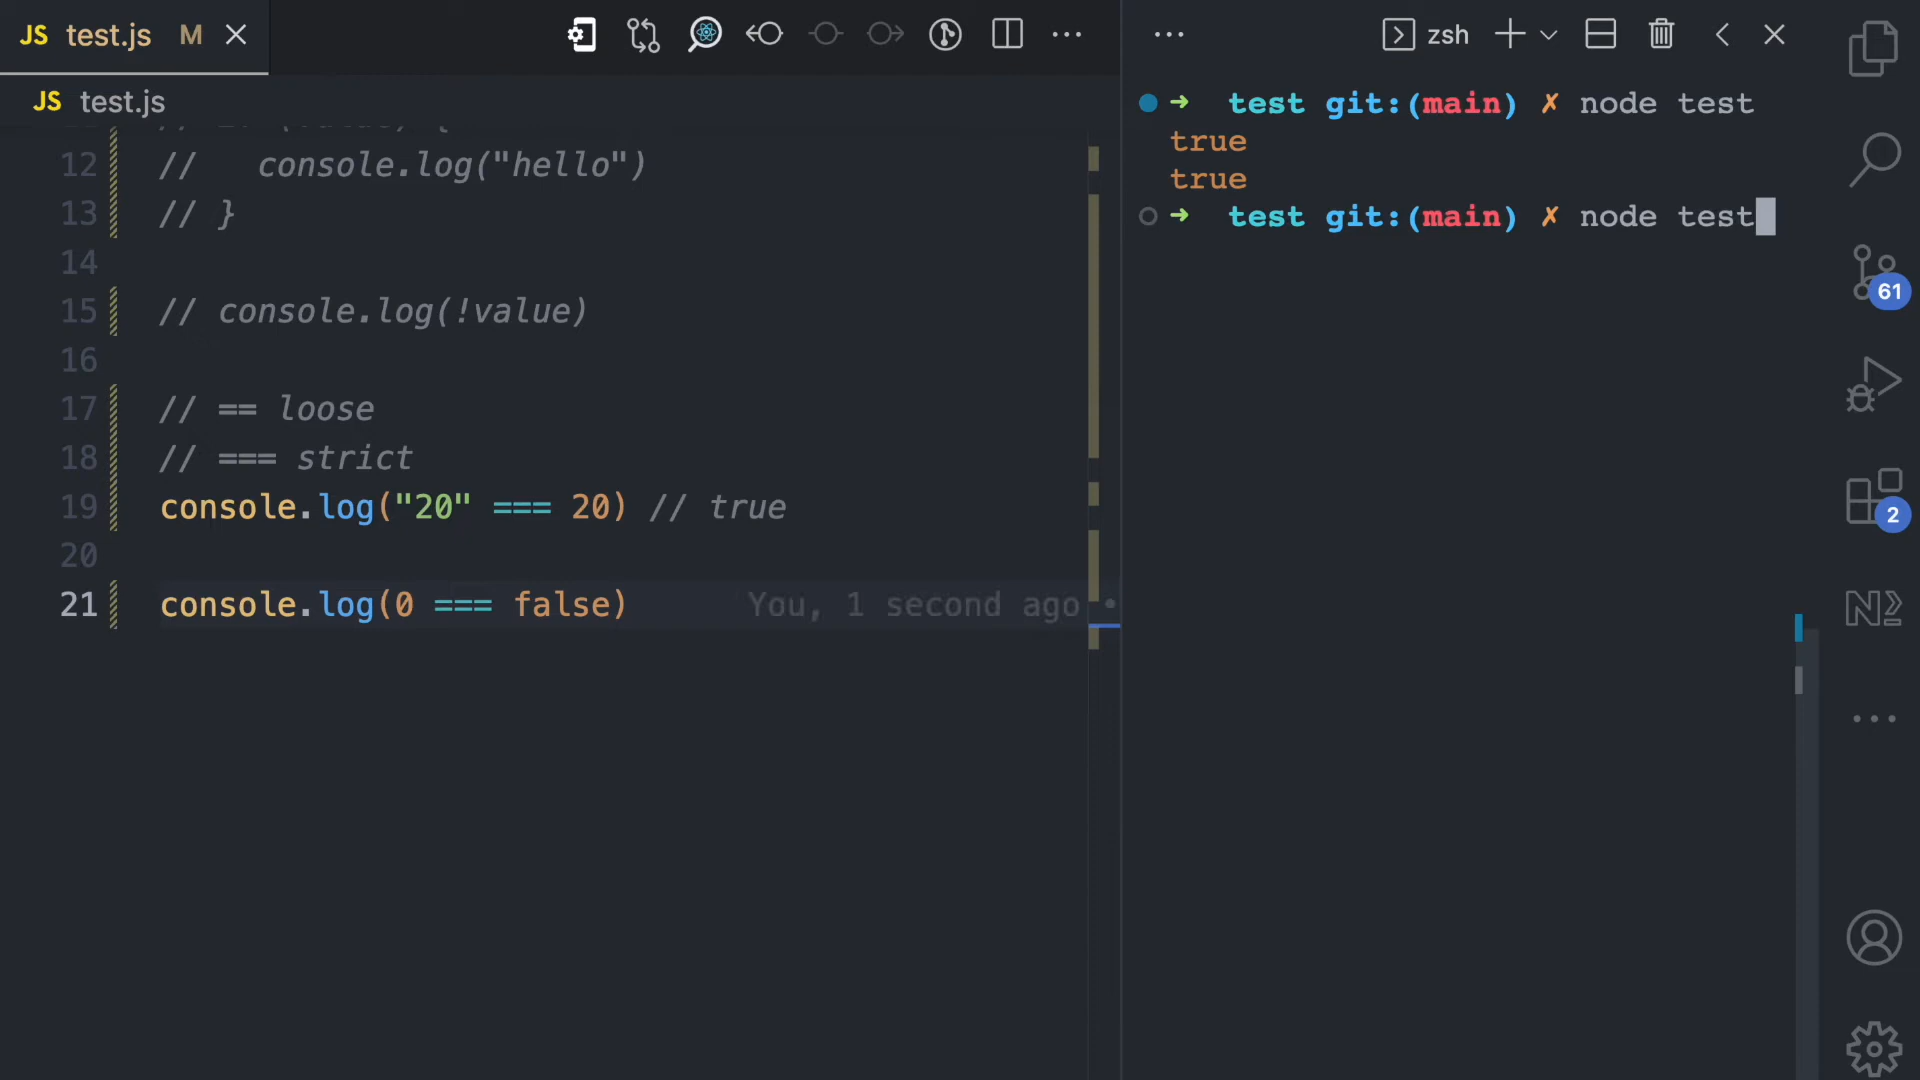 JS test.js M
JS test.js
12 //   console.log("hello")
13 // }
14
15 // console.log(!value)
16
17 // == loose
18 // === strict
19 console.log("20" === 20) // true
20
21 console.log(0 === false) You, 1 second ago •
zsh
➜ test git:(main) ✗ node test
true
true
➜ test git:(main) ✗ node test
61
2